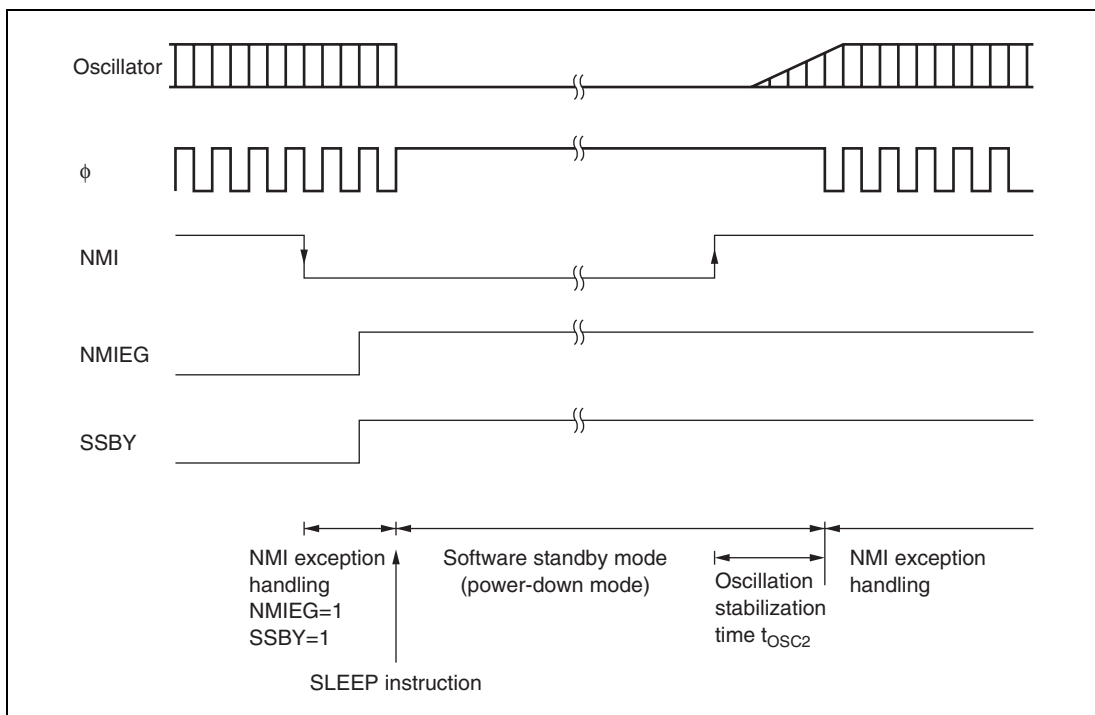 Oscillator
φ
NMI
NMIEG
SSBY
NMI exception
handling
NMIEG=1
SSBY=1
Software standby mode
(power-down mode)
Oscillation
stabilization
time tOSC2
NMI exception
handling
SLEEP instruction